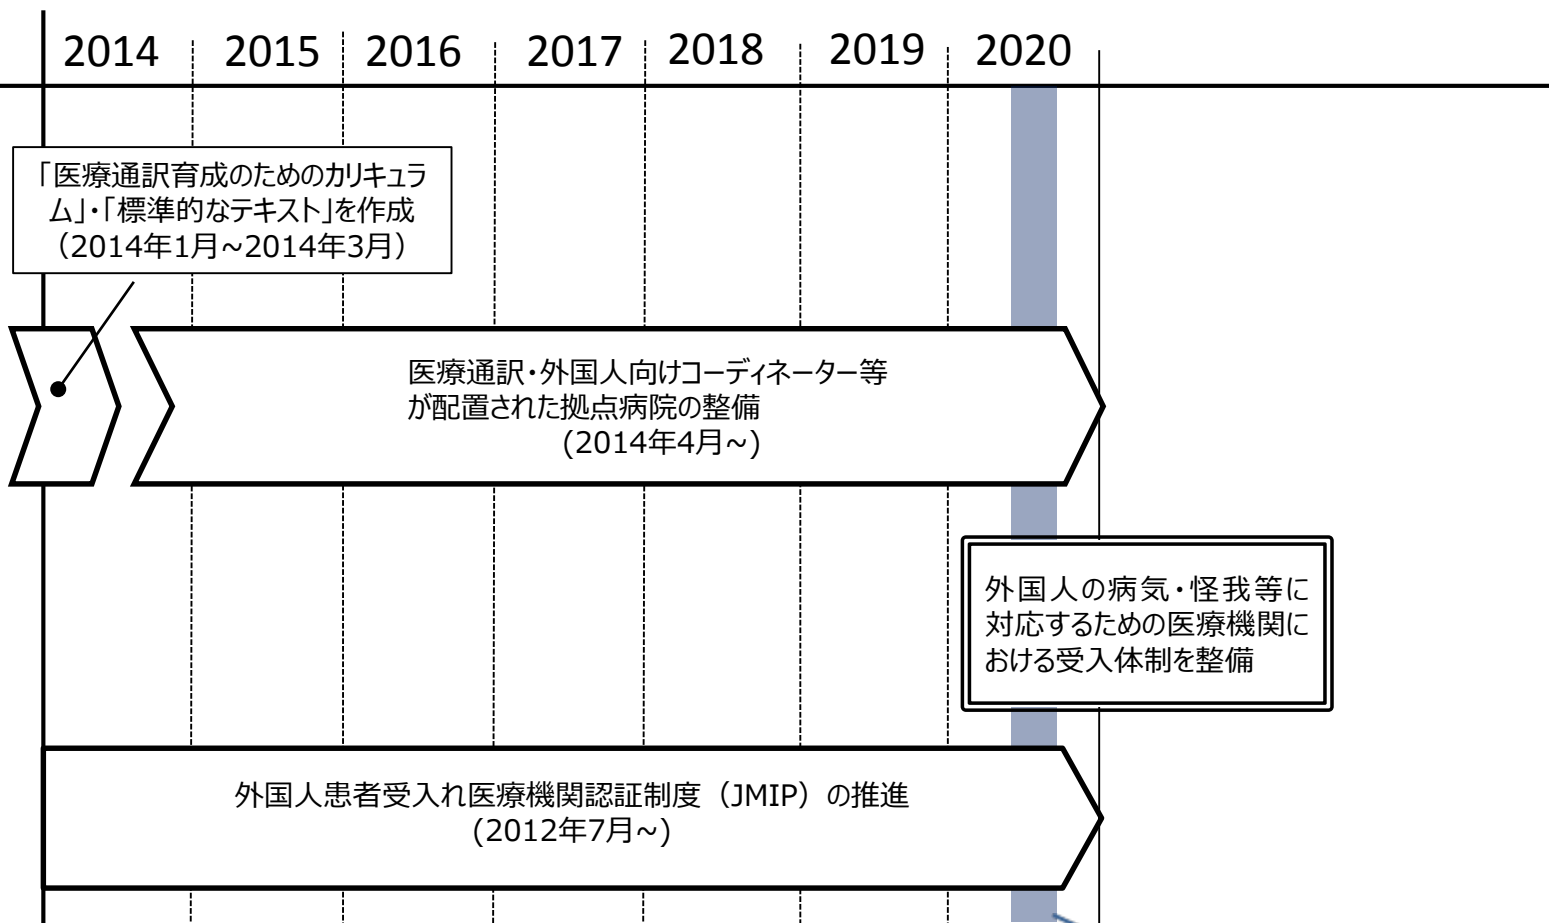 2014 2015 2016 2017 2018 2019 2020
「医療通訳育成のためのカリキュラ
ム」・「標準的なテキスト」を作成
（2014年1月~2014年3月）
医療通訳・外国人向けコーディネーター等
が配置された拠点病院の整備
(2014年4月~)
外国人の病気・怪我等に
対応するための医療機関に
おける受入体制を整備
外国人患者受入れ医療機関認証制度（JMIP）の推進
(2012年7月~)